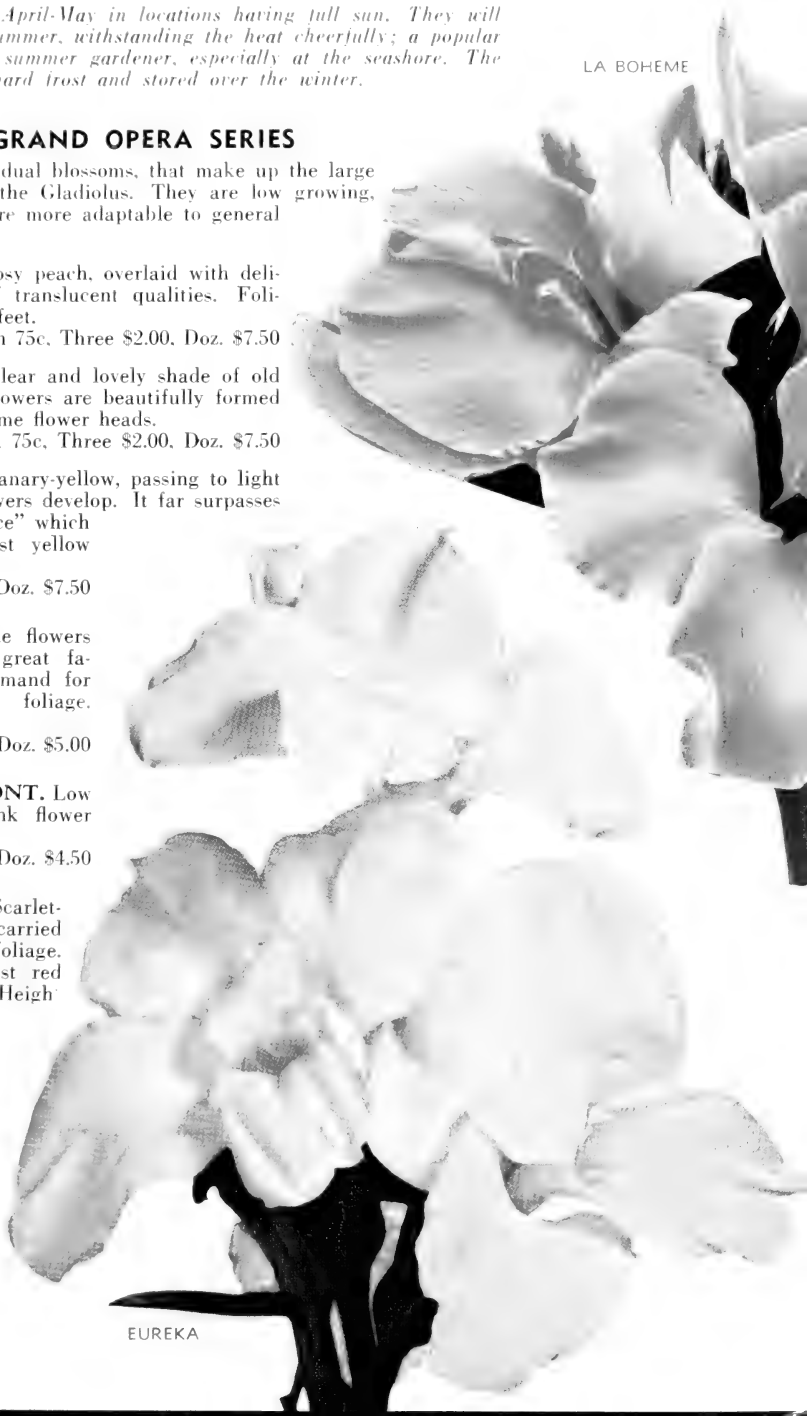 April-May in locations having full sun. They will
ummer, withstanding the heat cheerfully; a popular
summer gardener, especially at the seashore. The
ard frost and stored over the winter.
LA BOHEME
GRAND OPERA SERIES
dual blossoms, that make up the large
the Gladiolus. They are low growing,
re more adaptable to general
osy peach, overlaid with deli-
translucent qualities. Foli-
feet.
h 75c, Three $2.00, Doz. $7.50
lear and lovely shade of old
owers are beautifully formed
me flower heads.
75c, Three $2.00, Doz. $7.50
anary-yellow, passing to light
vers develop. It far surpasses
ce" which
st yellow
Doz. $7.50
e flowers
great fa-
mand for
foliage.
Doz. $5.00
ONT. Low
nk flower
Doz. $4.50
Scarlet-
carried
foliage.
st red
Heigh
EUREKA